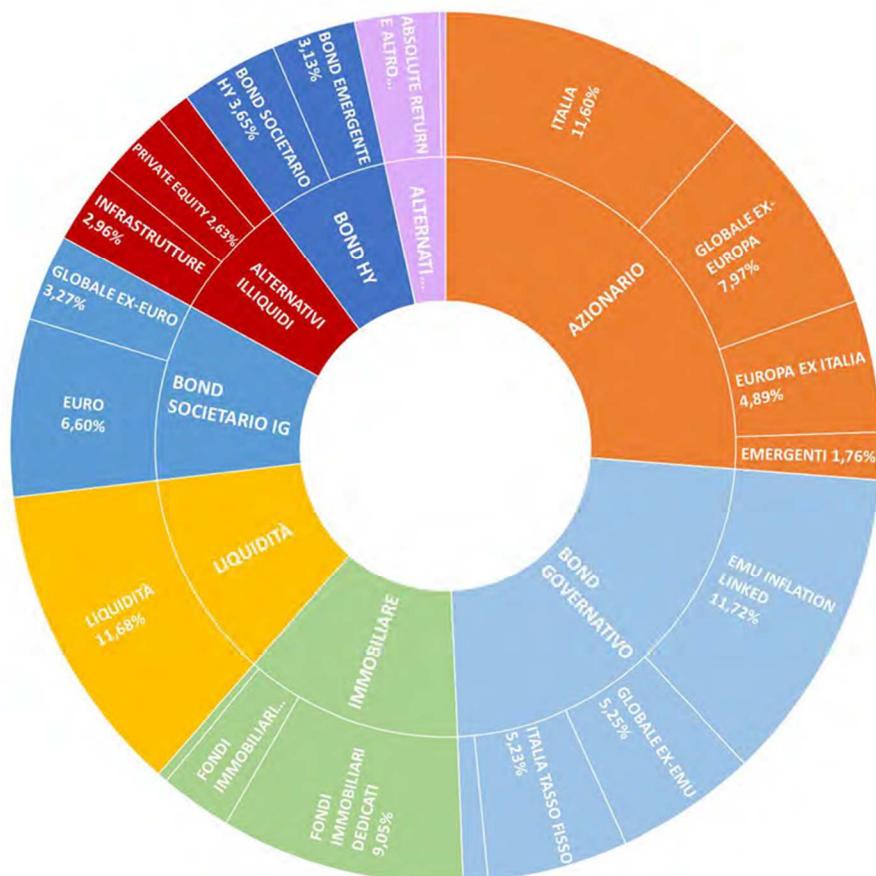 AZIONARIO
ITALIA
11,60%
GLOBALE EX-
EUROPA
7,97%
EUROPA EX ITALIA
4,89%
EMERGENTI 1,76%
BOND
GOVERNATIVO
EMU INFLATION
LINKED
11,72%
GLOBALE EX-EMU
5,25%
ITALIA TASSO FISSO
5,23%
IMMOBILIARE
FONDI
IMMOBILIARI
DEDICATI
9,05%
FONDI
IMMOBILIARI...
LIQUIDITÀ
LIQUIDITÀ
11,68%
BOND
SOCIETARIO IG
EURO
6,60%
GLOBALE EX-EURO
3,27%
ALTERNATIVI
ILLIQUIDI
INFRASTRUTTURE
2,96%
PRIVATE EQUITY 2,63%
BOND HY
BOND SOCIETARIO
HY 3,65%
BOND EMERGENTE
3,13%
ALTERNATI...
ABSOLUTE RETURN
E ALTRO...